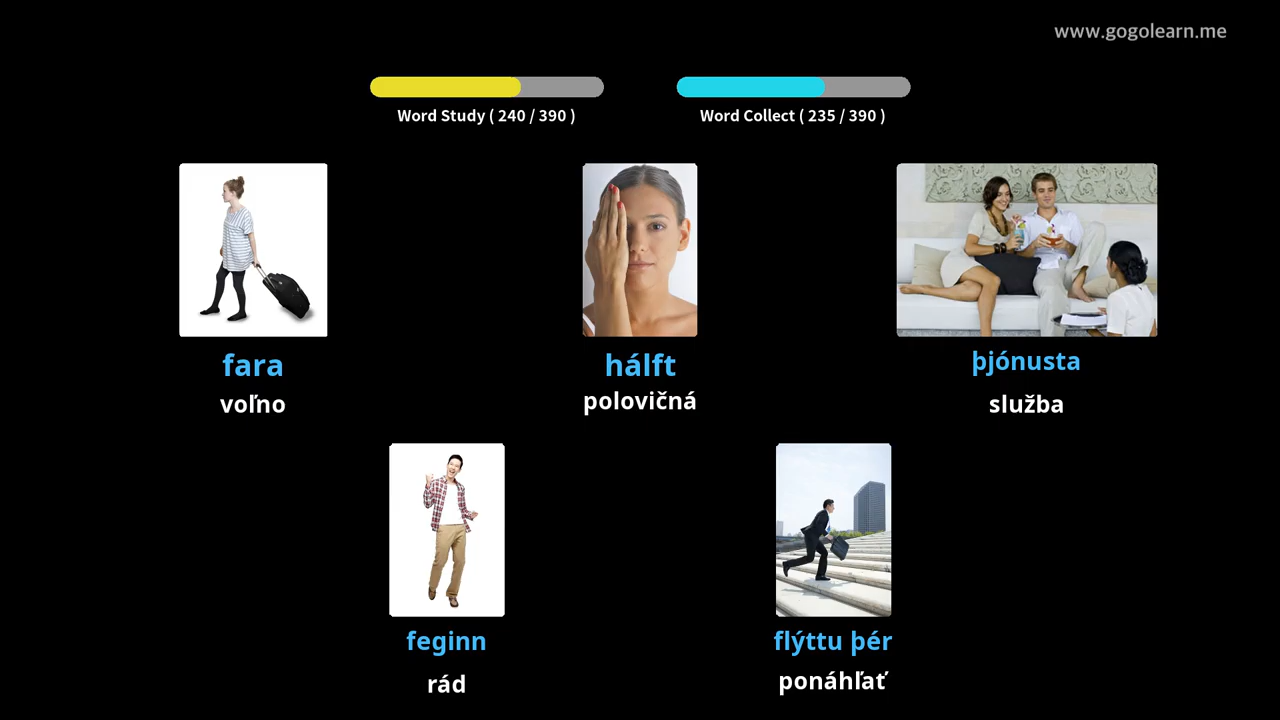 www.gogolearn.me
Word Study ( 240 / 390 )
Word Collect ( 235 / 390 )
fara
hálft
þjónusta
voľno
polovičná
služba
feginn
flýttu þér
rád
ponáhľať